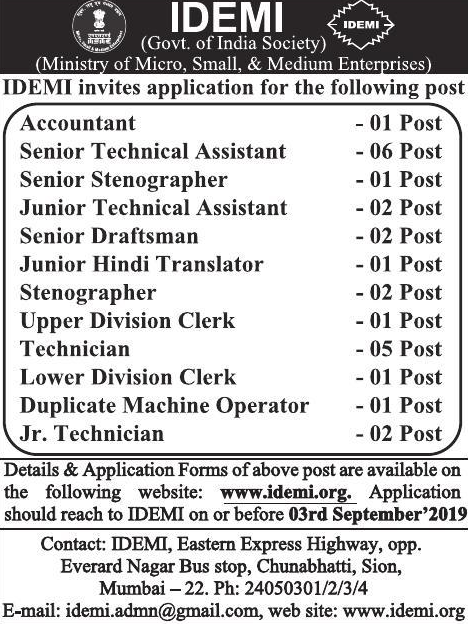 IDEMI
IDEMI
(Govt. of India Society)
(Ministry of Micro, Small, & Medium Enterprises)
IDEMI invites application for the following post
Accountant - 01 Post
Senior Technical Assistant - 06 Post
Senior Stenographer - 01 Post
Junior Technical Assistant - 02 Post
Senior Draftsman - 02 Post
Junior Hindi Translator - 01 Post
Stenographer - 02 Post
Upper Division Clerk - 01 Post
Technician - 05 Post
Lower Division Clerk - 01 Post
Duplicate Machine Operator - 01 Post
Jr. Technician - 02 Post
Details & Application Forms of above post are available on
the following website: www.idemi.org. Application
should reach to IDEMI on or before 03rd September'2019
Contact: IDEMI, Eastern Express Highway, opp.
Everard Nagar Bus stop, Chunabhatti, Sion,
Mumbai – 22. Ph: 24050301/2/3/4
E-mail: idemi.admn@gmail.com, web site: www.idemi.org